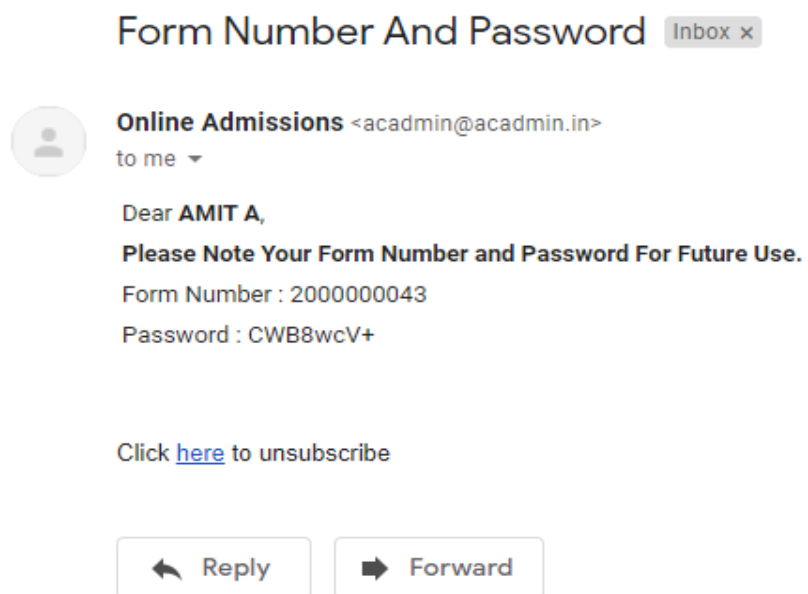 Form Number And Password Inbox ×
Online Admissions <acadmin@acadmin.in>
to me
Dear AMIT A,
Please Note Your Form Number and Password For Future Use.
Form Number : 2000000043
Password : CWB8wcV+
Click here to unsubscribe
Reply Forward